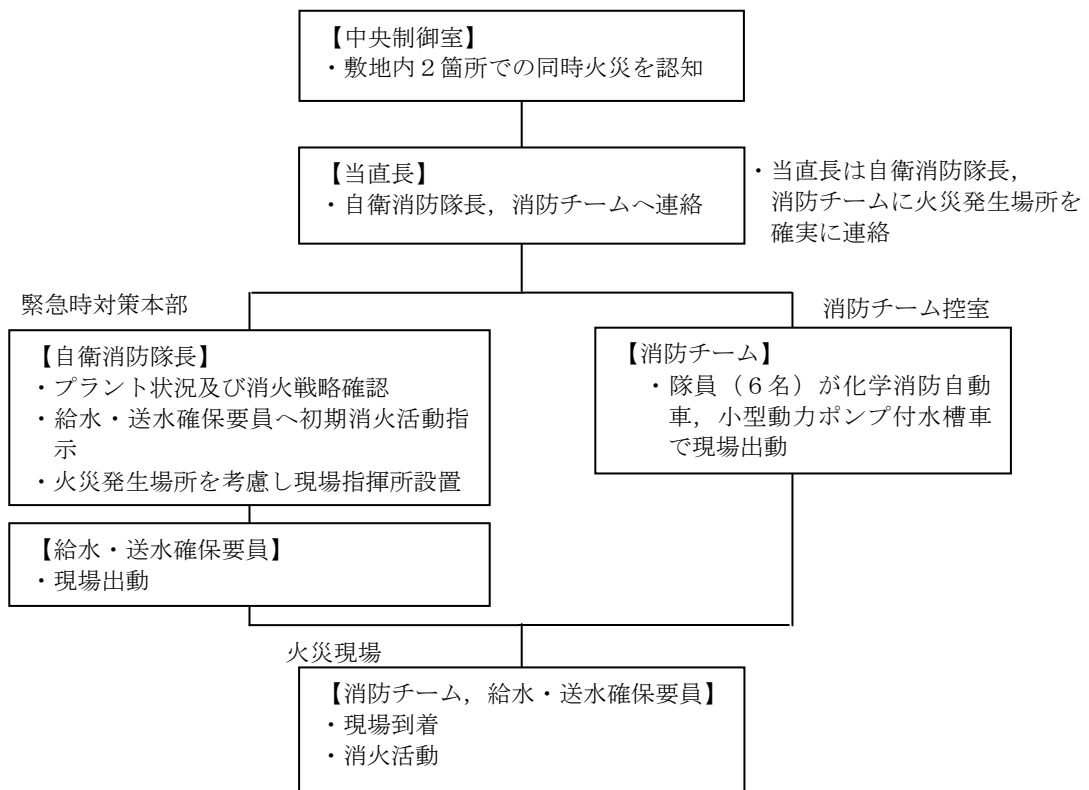 【中央制御室】
・敷地内2箇所での同時火災を認知
【当直長】
・自衛消防隊長，消防チームへ連絡
・当直長は自衛消防隊長，
消防チームに火災発生場所を
確実に連絡
緊急時対策本部
【自衛消防隊長】
・プラント状況及び消火戦略確認
・給水・送水確保要員へ初期消火活動指
示
・火災発生場所を考慮し現場指揮所設置
消防チーム控室
【消防チーム】
・隊員（６名）が化学消防自動
車，小型動力ポンプ付水槽車
で現場出動
【給水・送水確保要員】
・現場出動
火災現場
【消防チーム，給水・送水確保要員】
・現場到着
・消火活動